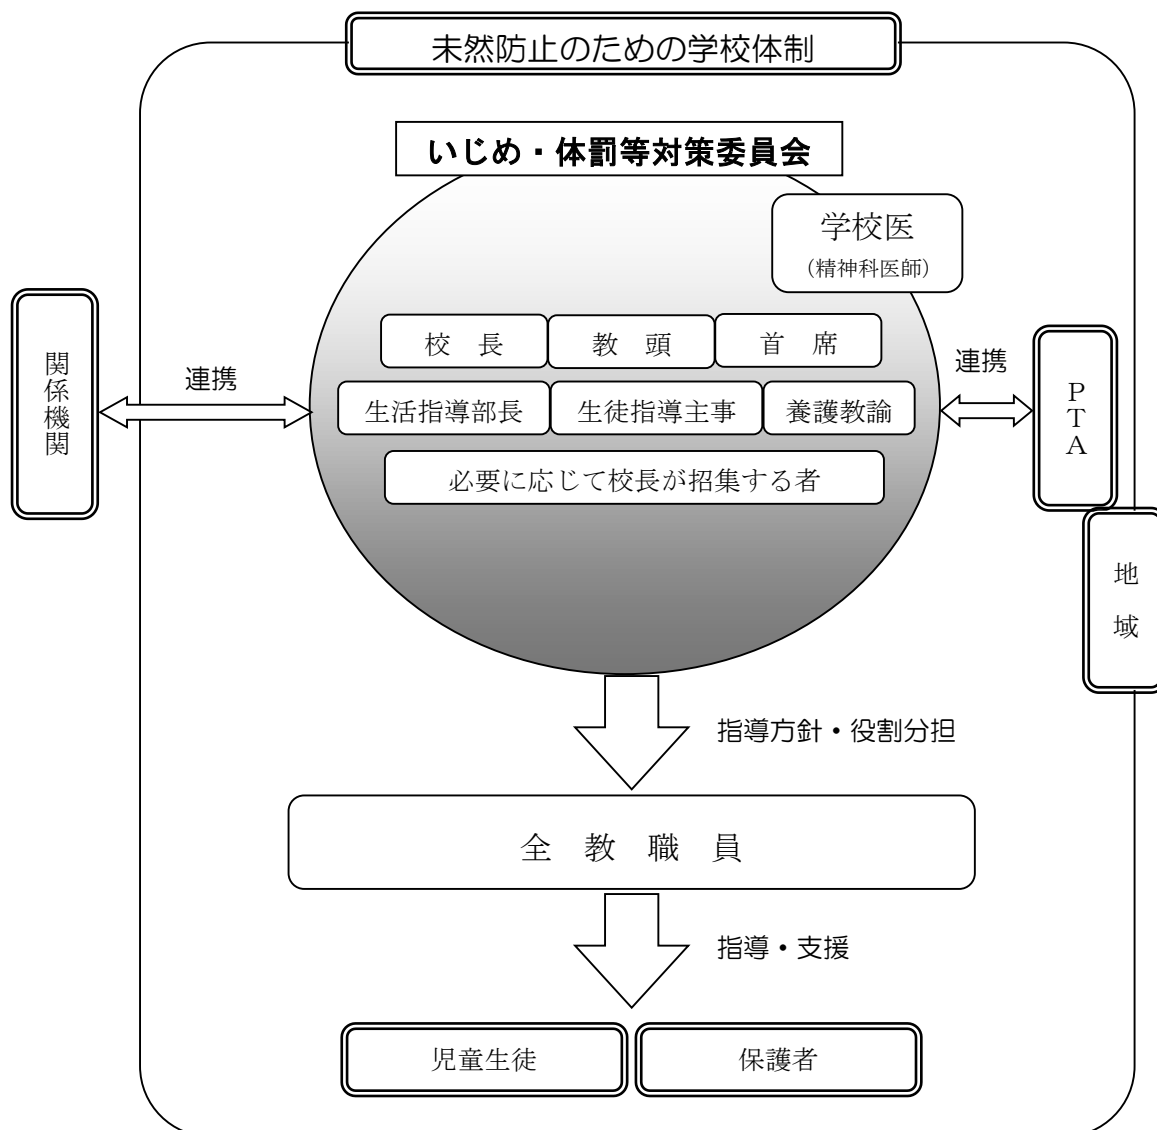 未然防止のための学校体制
いじめ・体罰等対策委員会
学校医
(精神科医師)
校　長
教　頭
首　席
生活指導部長
生徒指導主事
養護教諭
必要に応じて校長が招集する者
関係機関
連携
連携
ＰＴＡ
地域
指導方針・役割分担
全　教　職　員
指導・支援
児童生徒
保護者